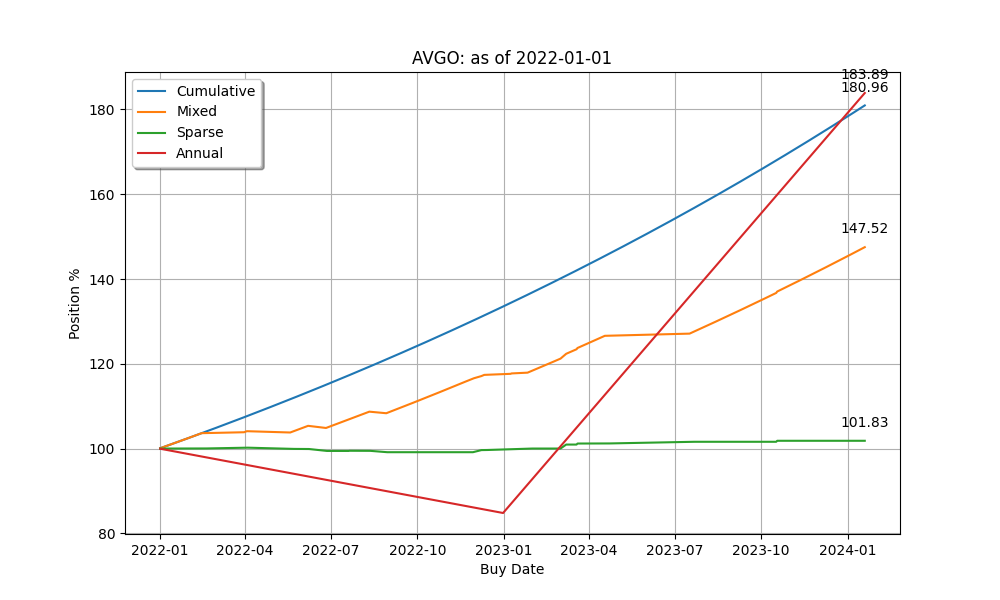 AVGO: as of 2022-01-01
Cumulative
Mixed
Sparse
Annual
183.89
180.96
147.52
101.83
180
160
140
120
100
80
Position %
2022-01 2022-04 2022-07 2022-10 2023-01 2023-04 2023-07 2023-10 2024-01
Buy Date